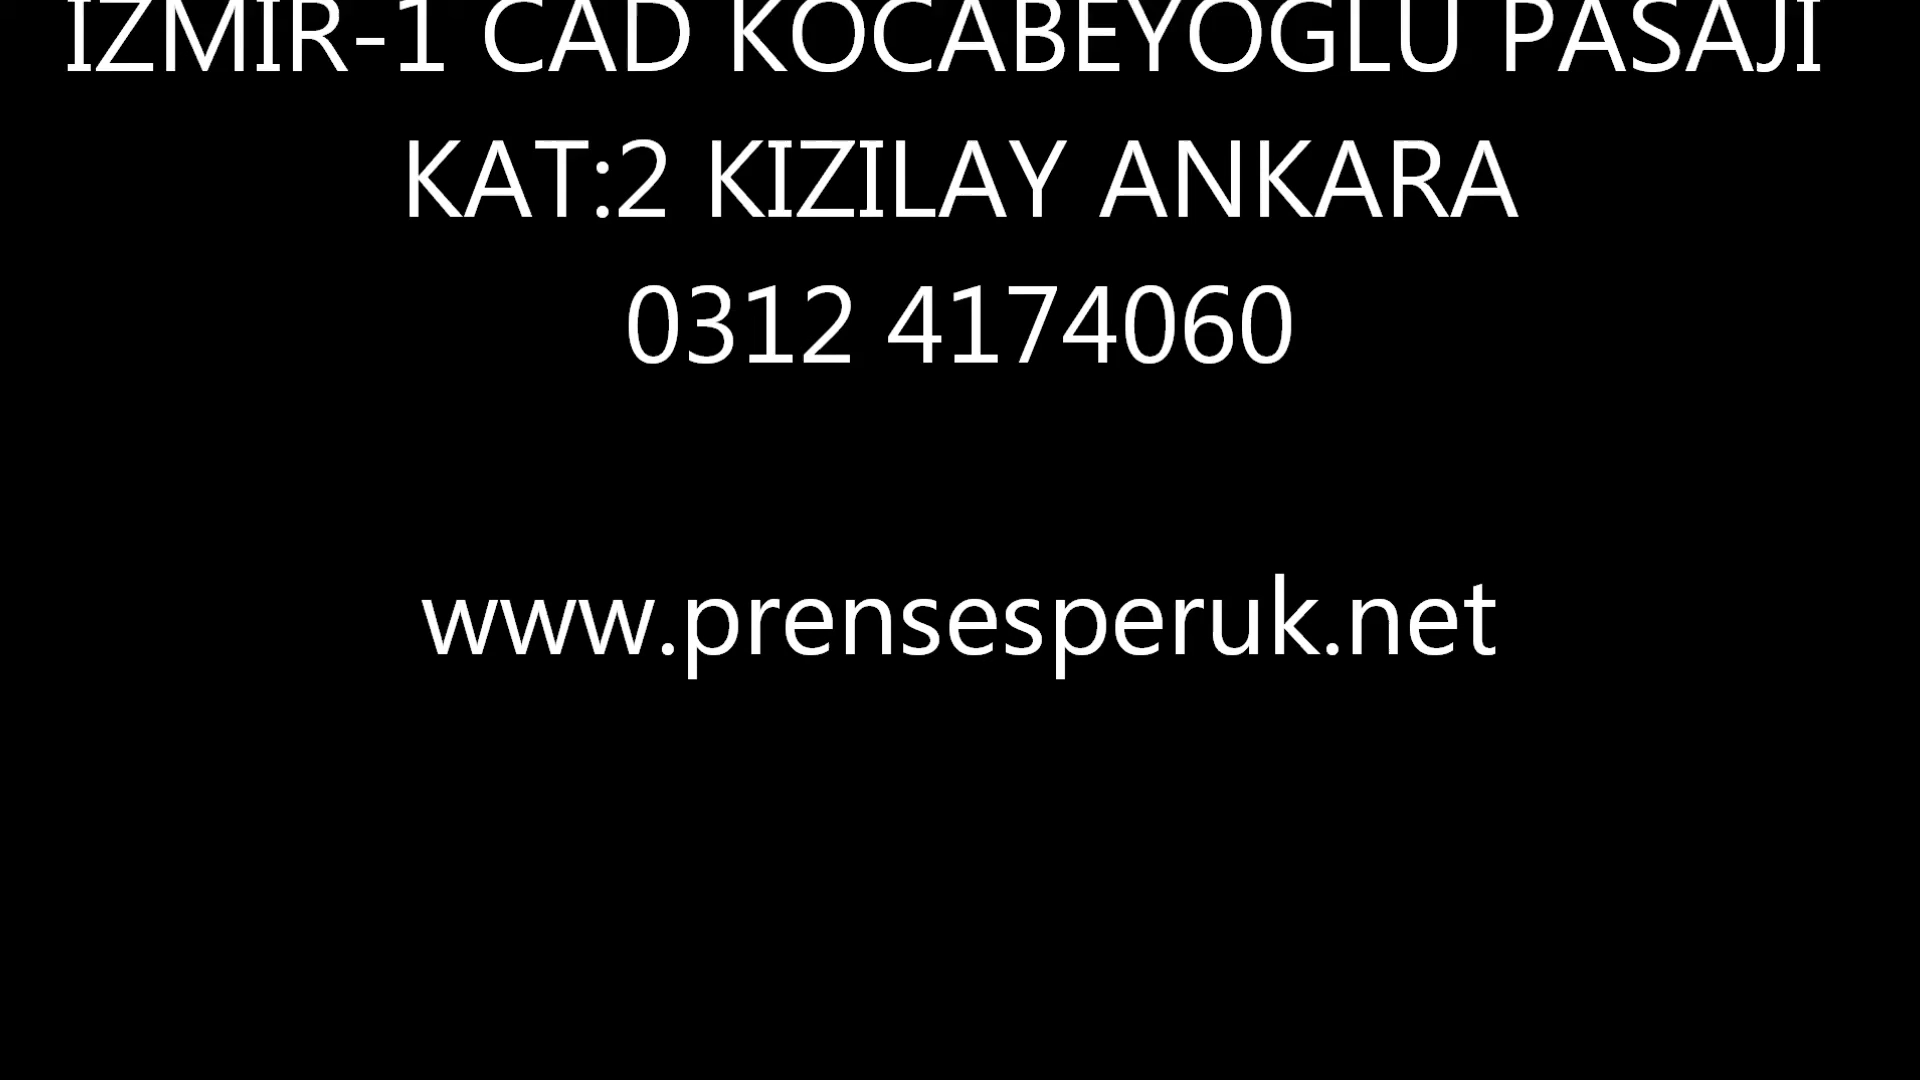 IZMIR-1 CAD KOCABEYOGLU PASAJI
KAT:2 KIZILAY ANKARA
0312 4174060
www.prensesperuk.net